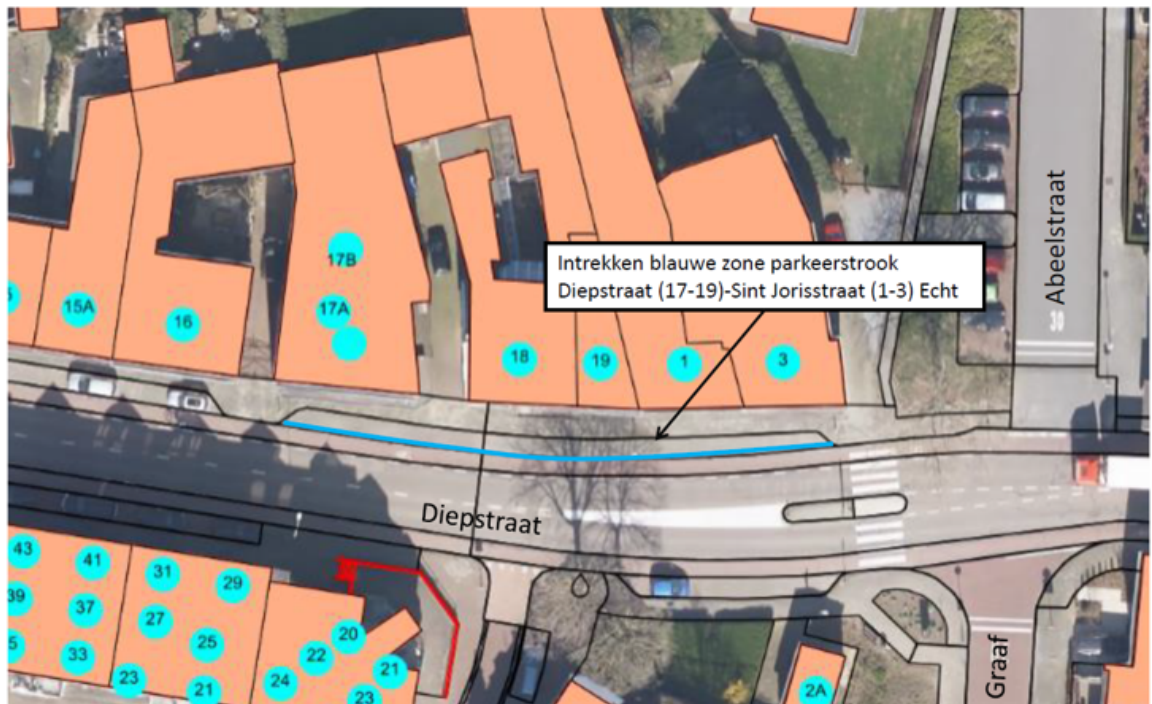 Abeelstraat
17B
Intrekken blauwe zone parkeerstrook
Diepstraat (17-19)-Sint Jorisstraat (1-3) Echt
15A
16
17A
18
19
1
3
30
Diepstraat
43
41
31
29
39
37
27
25
20
33
22
21
23
21
24
23
2A
Graaf